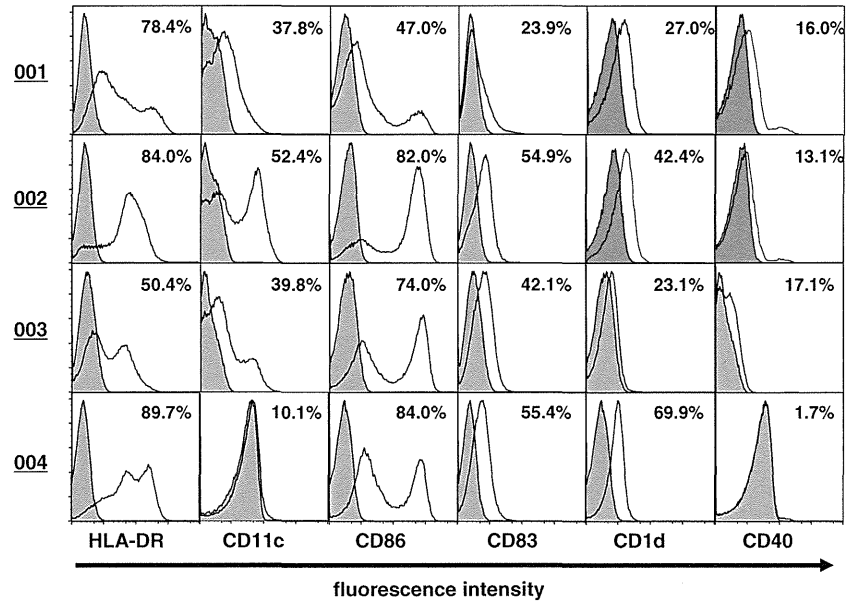 001 78.4% 37.8% 47.0% 23.9% 27.0% 16.0%
002 84.0% 52.4% 82.0% 54.9% 42.4% 13.1%
003 50.4% 39.8% 74.0% 42.1% 23.1% 17.1%
004 89.7% 10.1% 84.0% 55.4% 69.9% 1.7%
HLA-DR CD11c CD86 CD83 CD1d CD40
fluorescence intensity